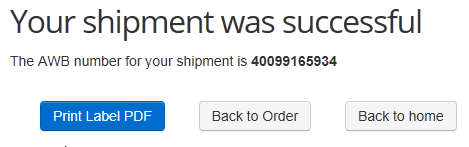 Your shipment was successful
The AWB number for your shipment is 40099165934
Print Label PDF Back to Order Back to home